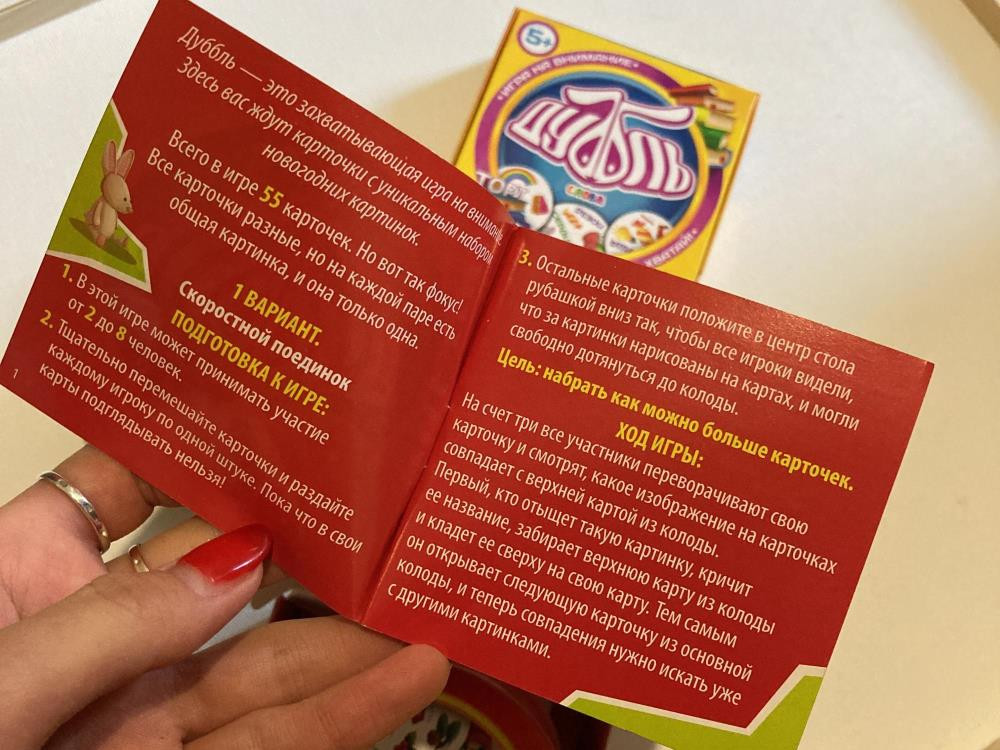 Дуббль — это захватывающая игра на внимание.
Здесь вас ждут карточки с уникальным набором
новогодних картинок.
Всего в игре 55 карточек. Но вот так фокус!
Все карточки разные, но на каждой паре есть
общая картинка, и она только одна.
1 ВАРИАНТ.
Скоростной поединок
ПОДГОТОВКА К ИГРЕ:
1. В этой игре может принимать участие
от 2 до 8 человек.
2. Тщательно перемешайте карточки и раздайте
каждому игроку по одной штуке. Пока что в свои
карты подглядывать нельзя!
1
3. Остальные карточки положите в центр стола
рубашкой вниз так, чтобы все игроки видели,
что за картинки нарисованы на картах, и могли
свободно дотянуться до колоды.
Цель: набрать как можно больше карточек.
ХОД ИГРЫ:
На счет три все участники переворачивают свою
карточку и смотрят, какое изображение на карточках
совпадает с верхней картой из колоды.
Первый, кто отыщет такую картинку, кричит
ее название, забирает верхнюю карту из колоды
и кладет ее сверху на свою карту. Тем самым
он открывает следующую карточку из основной
колоды, и теперь совпадения нужно искать уже
с другими картинками.
5+
•ИГРА НА ВНИМАНИЕ•
ДУББЛЬ
СЛОВА
ХВАТАЙ!